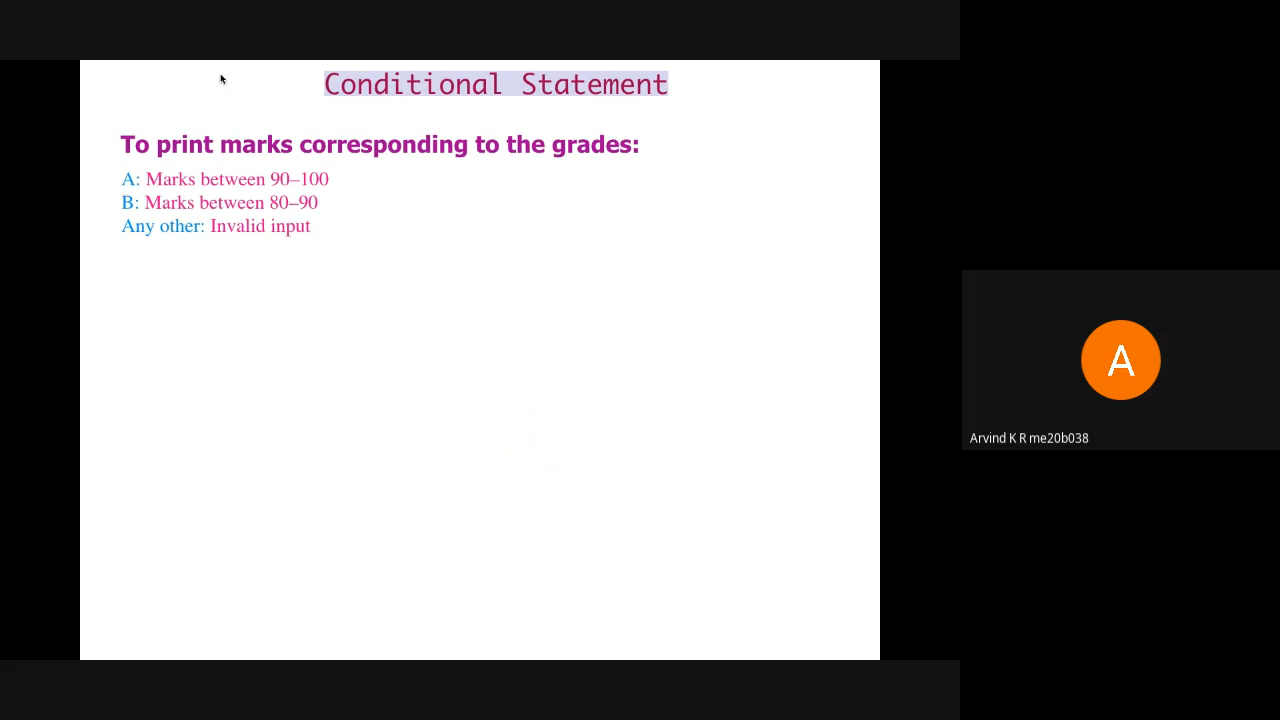 Conditional Statement
To print marks corresponding to the grades:
A: Marks between 90–100
B: Marks between 80–90
Any other: Invalid input
A
Arvind K R me20b038